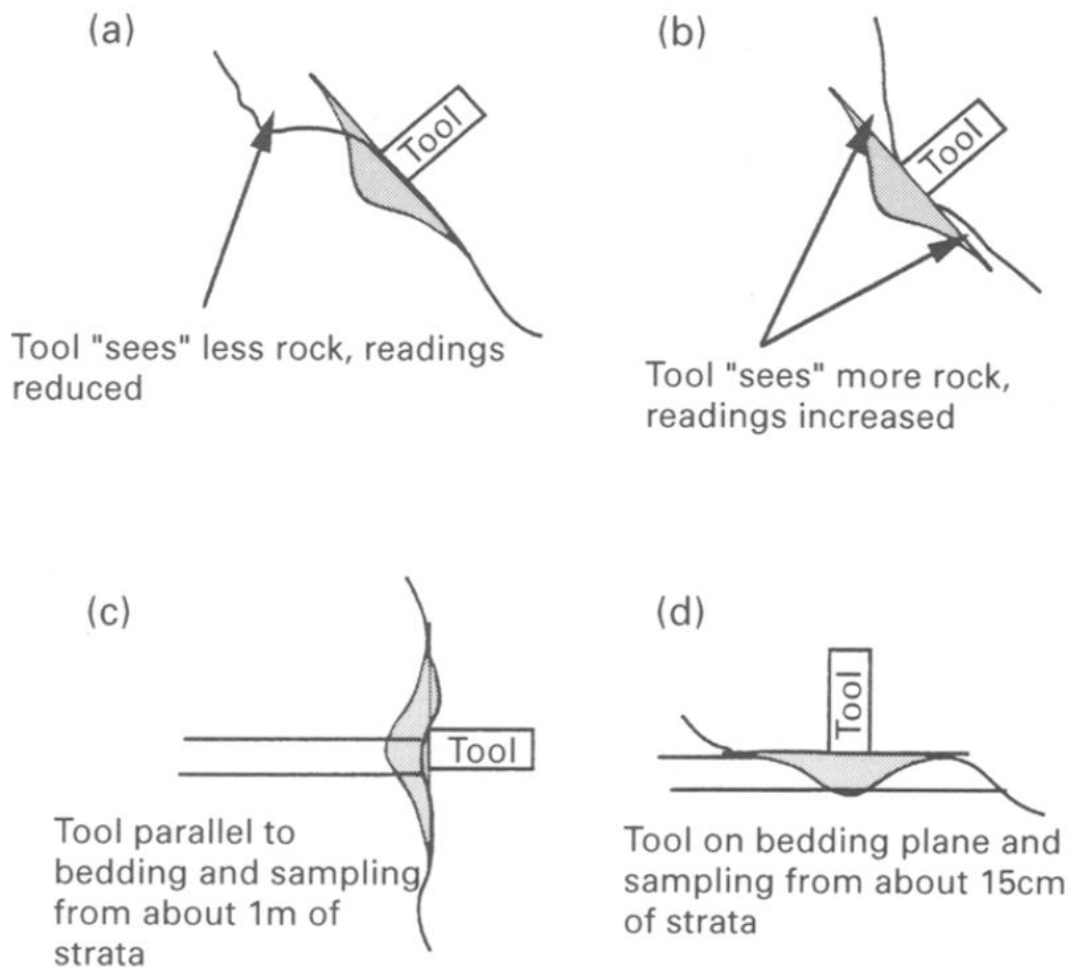 (a)
Tool
Tool "sees" less rock, readings
reduced
(b)
Tool
Tool "sees" more rock,
readings increased
(c)
Tool
Tool parallel to
bedding and sampling
from about 1m of
strata
(d)
Tool
Tool on bedding plane and
sampling from about 15cm
of strata